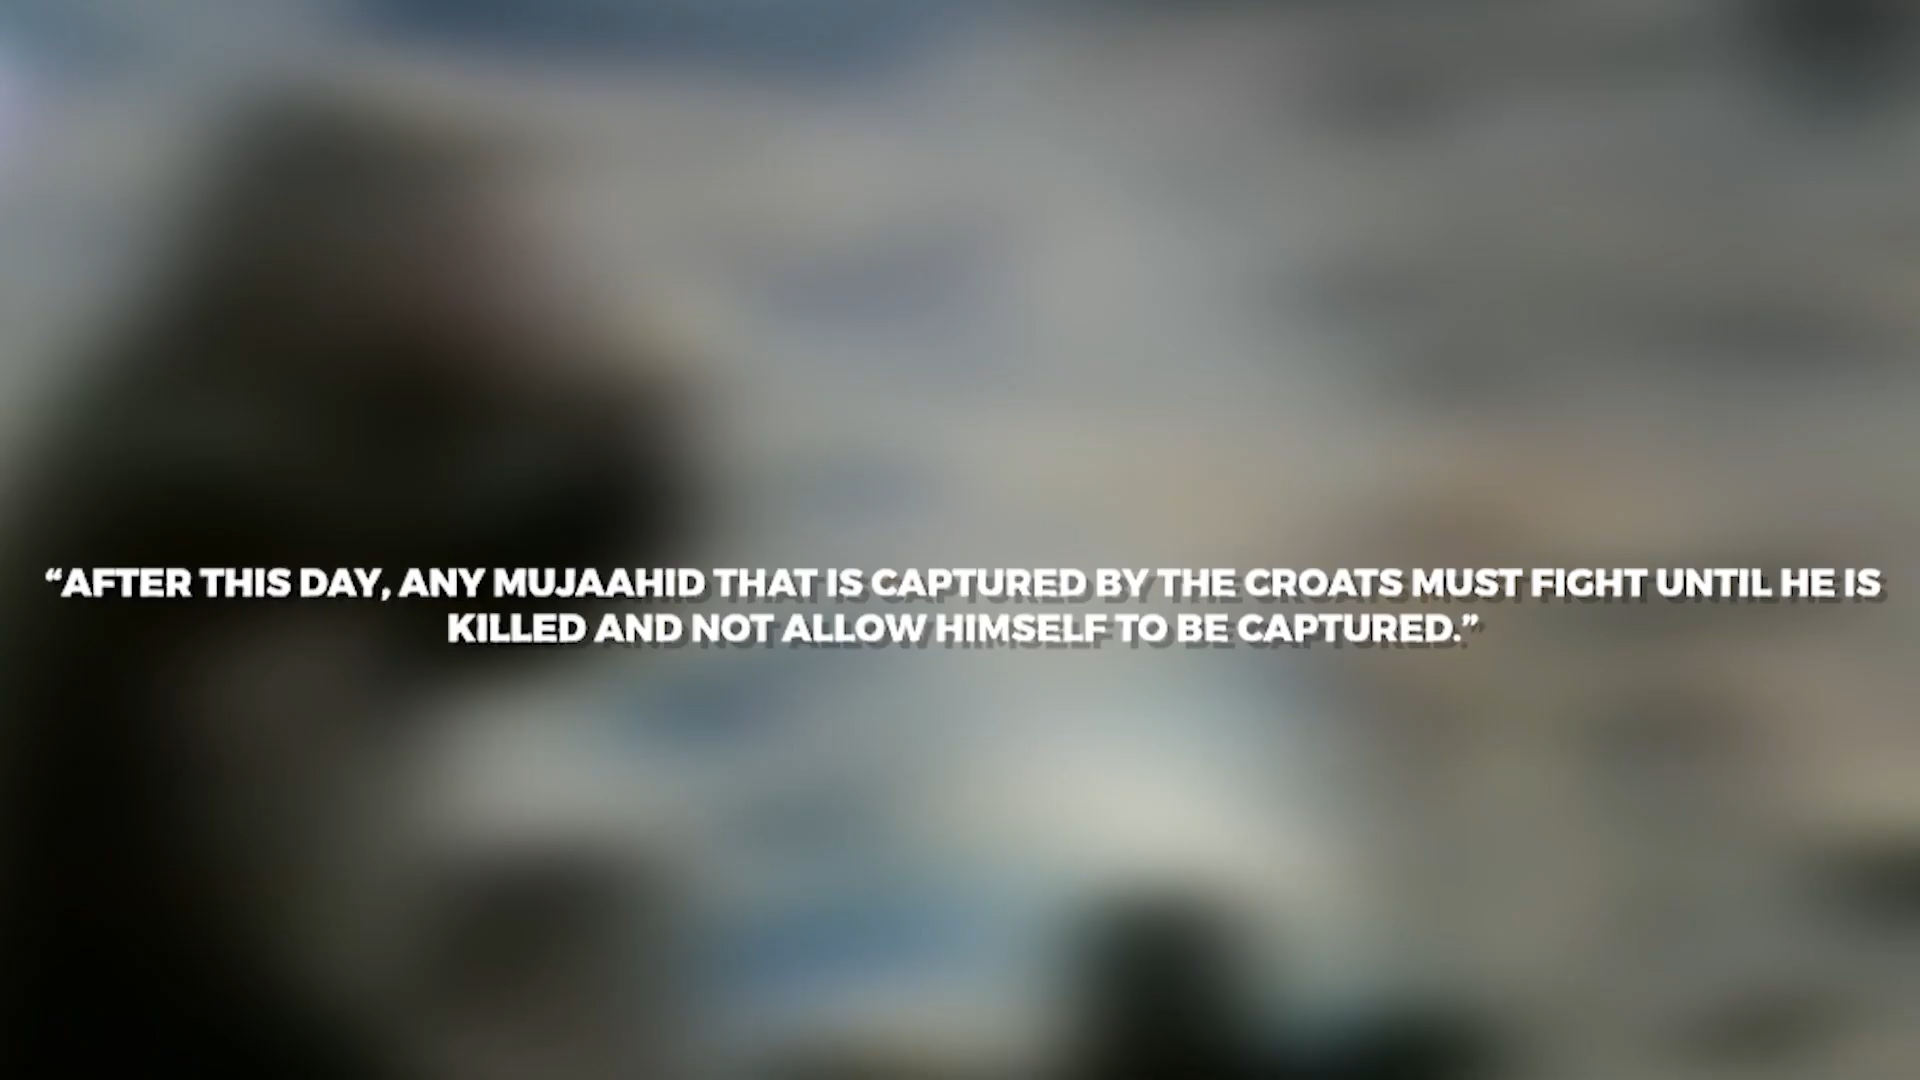 “AFTER THIS DAY, ANY MUJAAHID THAT IS CAPTURED BY THE CROATS MUST FIGHT UNTIL HE IS
KILLED AND NOT ALLOW HIMSELF TO BE CAPTURED.”